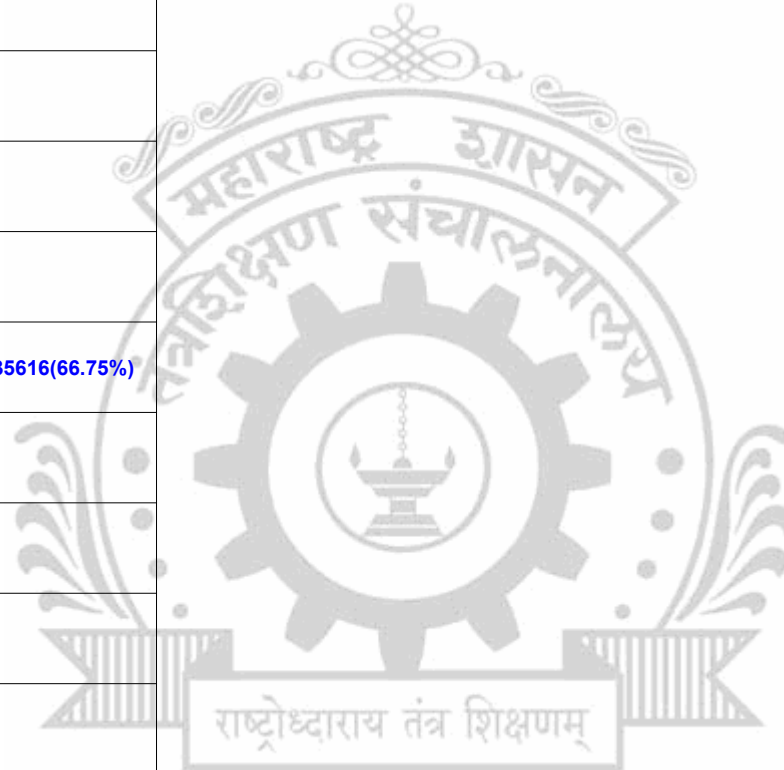 महाराष्ट्र शासन
तंत्रशिक्षण संचालनालय
35616(66.75%)
राष्ट्रोध्दाराय तंत्र शिक्षणम्